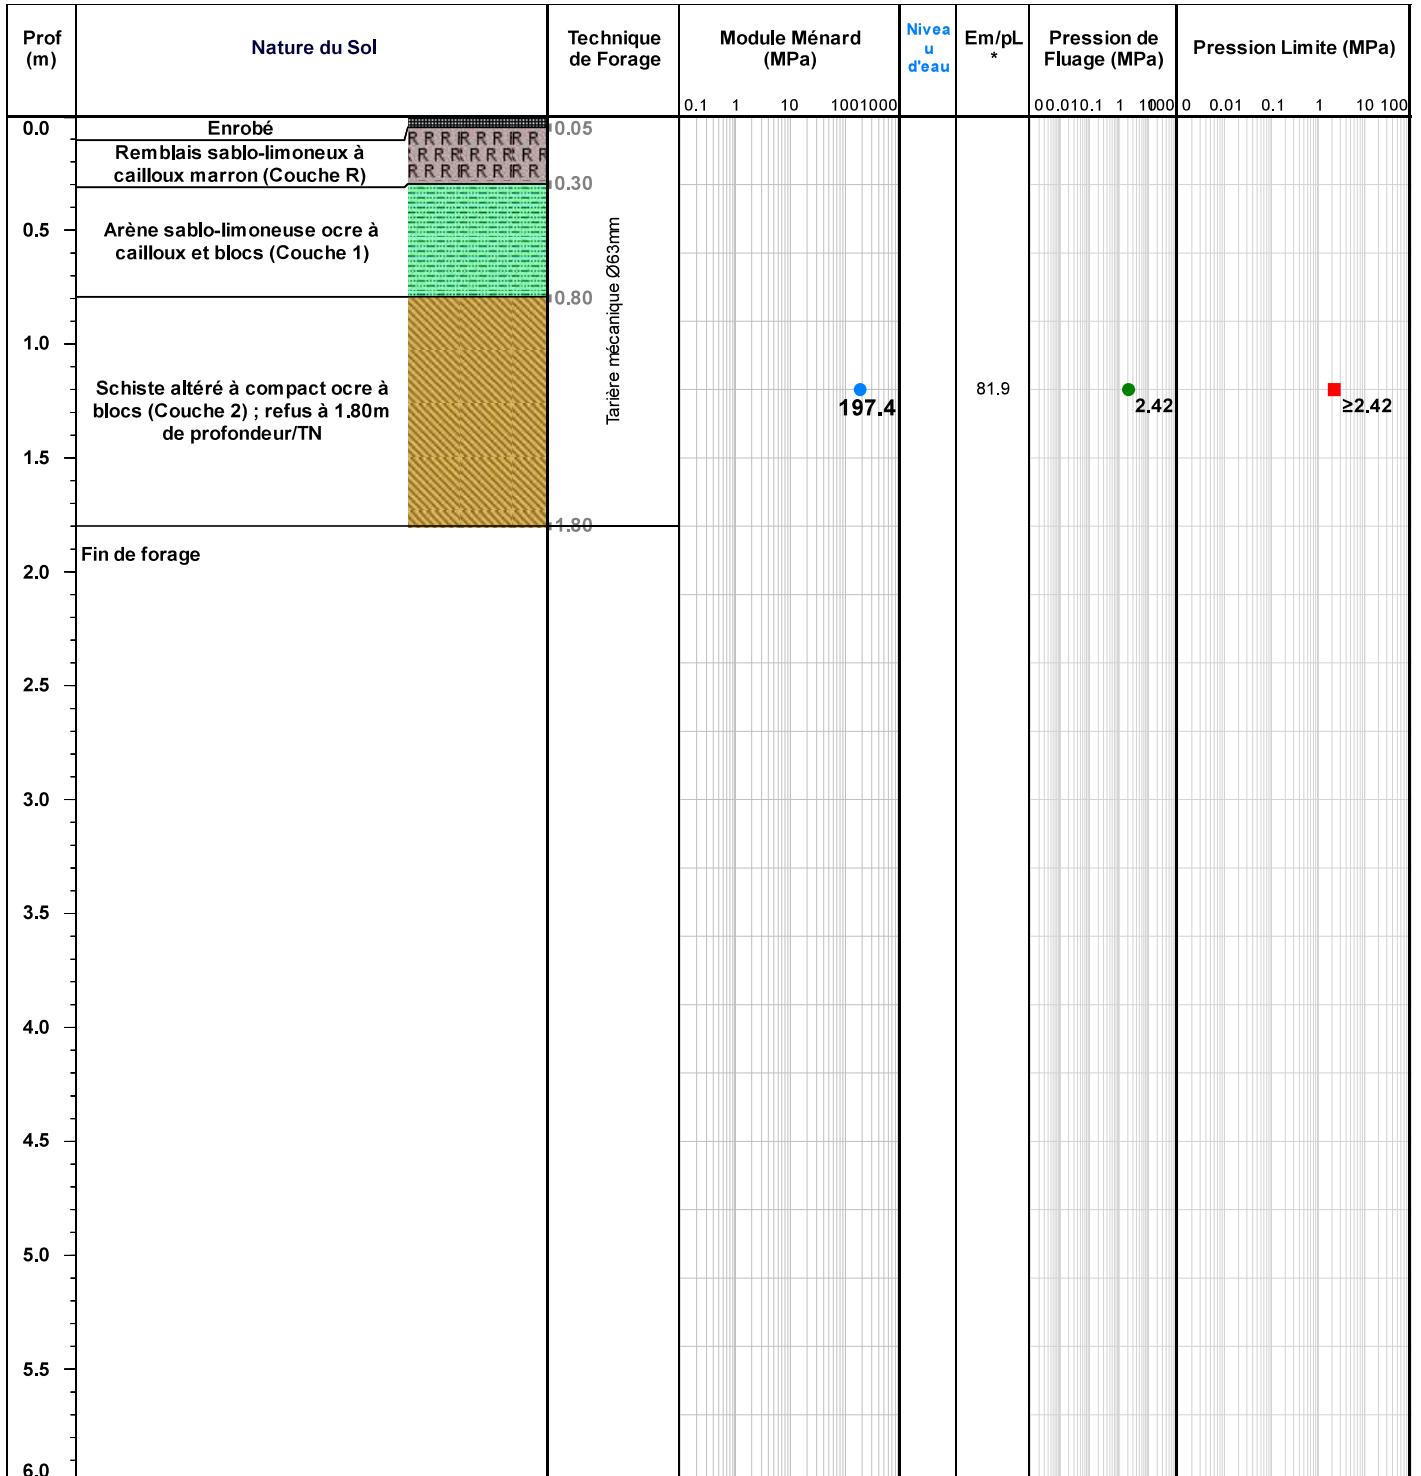 Prof
(m)
Nature du Sol
Technique
de Forage
Module Ménard
(MPa)
Nivea
u
d'eau
Em/pL
*
Pression de
Fluage (MPa)
Pression Limite (MPa)
0.1 1 10 100 1000
0 0.01 0.1 1 10 100
0 0.01 0.1 1 10 100
0.0
Enrobé
0.05
Remblais sablo-limoneux à
cailloux marron (Couche R)
R R R R R R
R R R R R R
R R R R R R
0.30
0.5
Arène sablo-limoneuse ocre à
cailloux et blocs (Couche 1)
0.80
Tarière mécanique Ø63mm
1.0
Schiste altéré à compact ocre à
blocs (Couche 2) ; refus à 1.80m
de profondeur/TN
197.4
81.9
2.42
≥2.42
1.5
1.80
Fin de forage
2.0
2.5
3.0
3.5
4.0
4.5
5.0
5.5
6.0